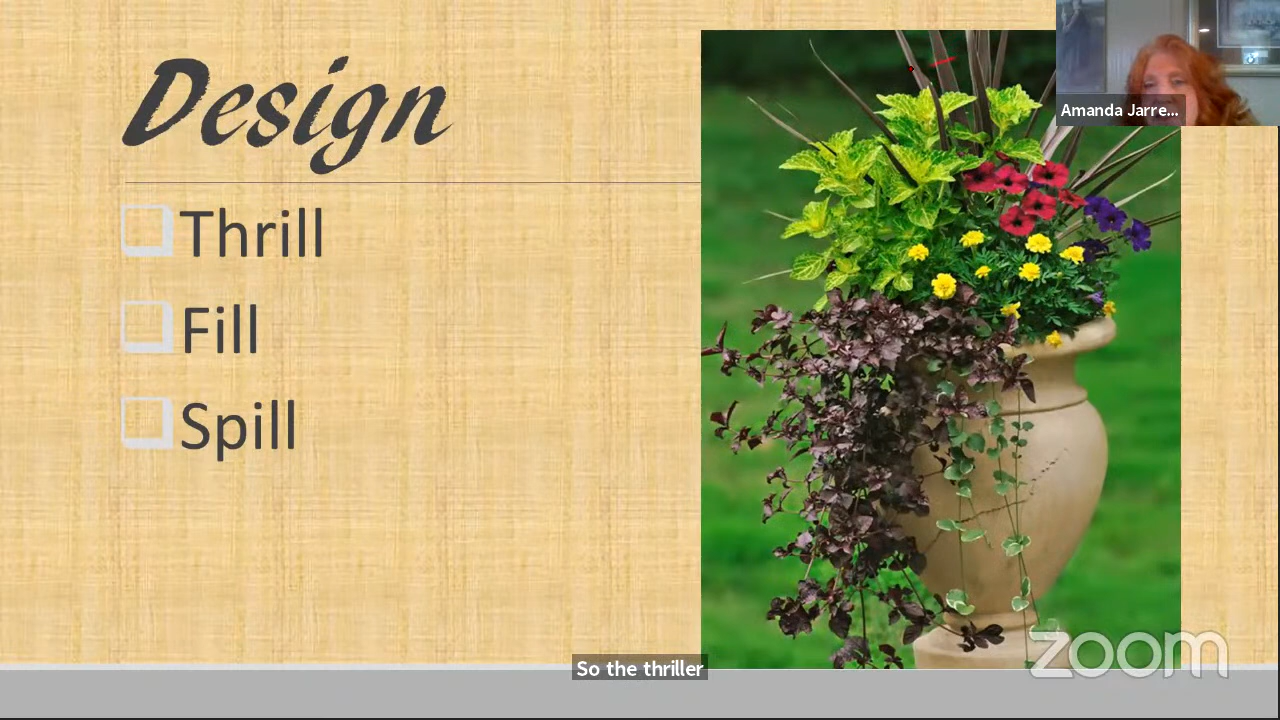 Design
Thrill
Fill
Spill
Amanda Jarre...
So the thriller
zoom